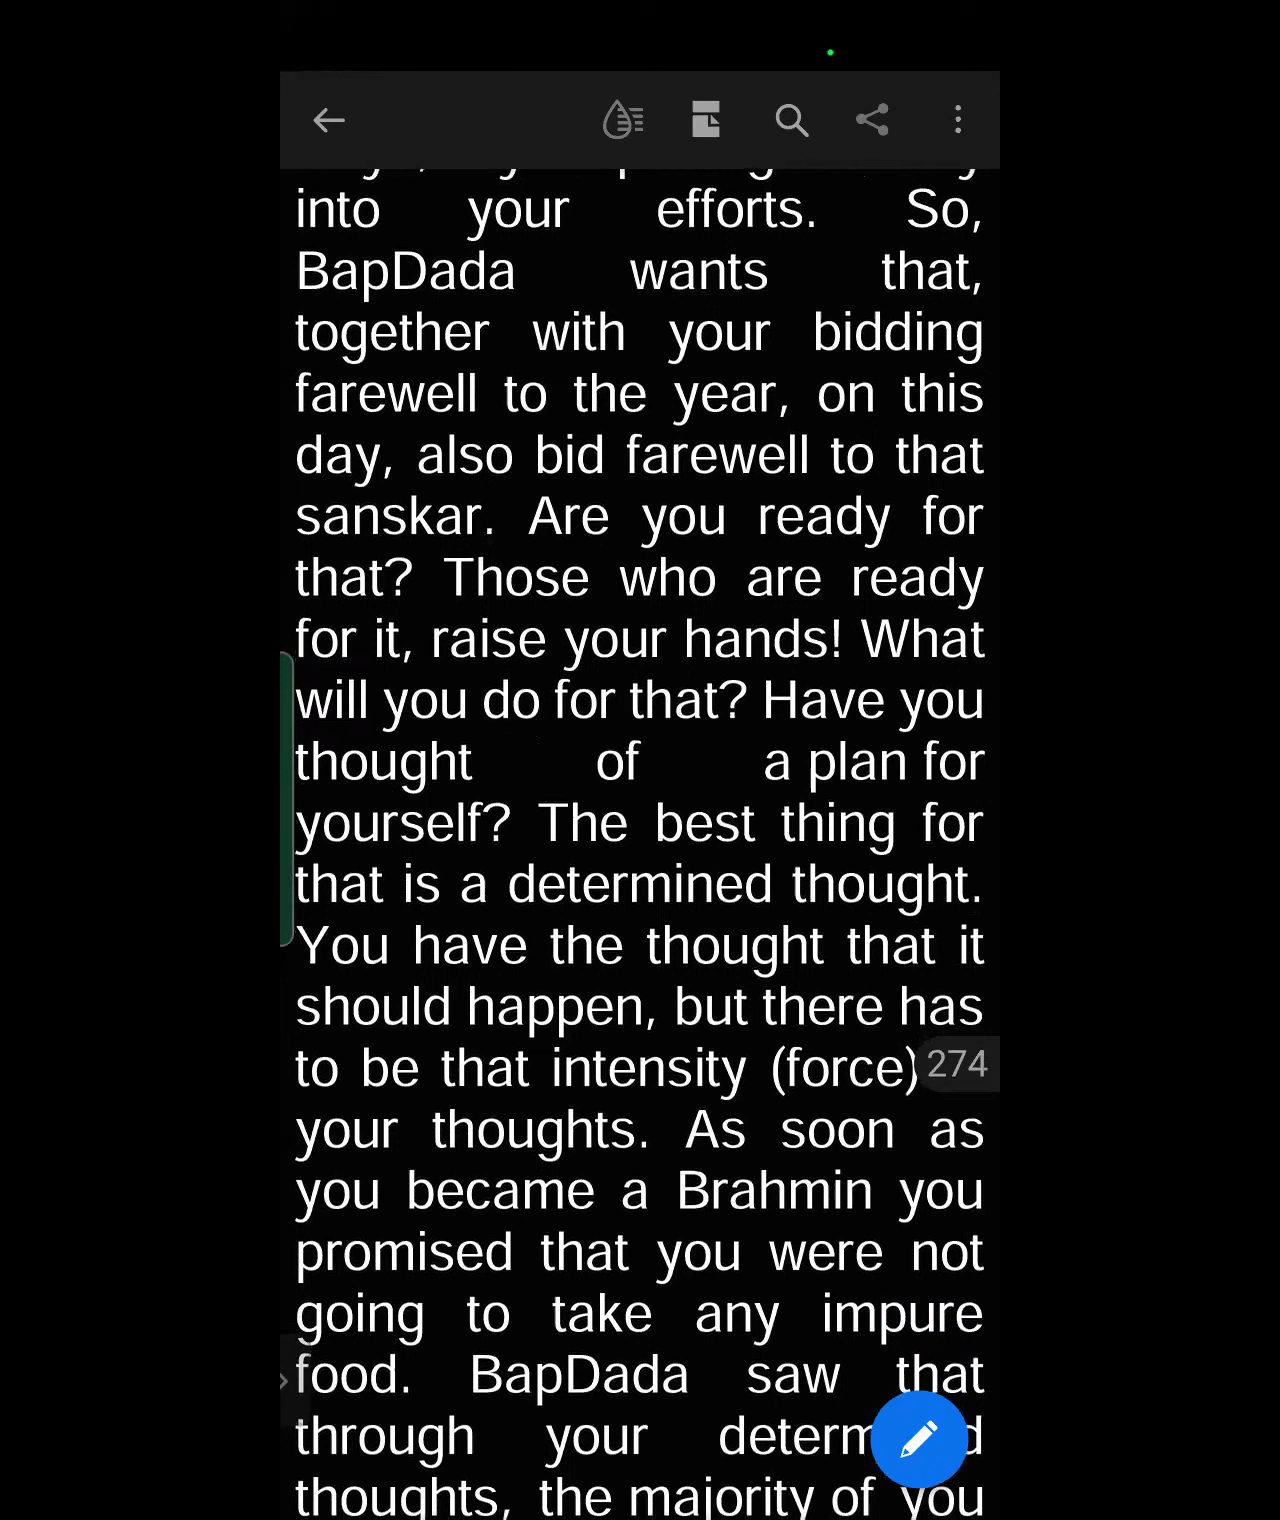 into your efforts. So,
BapDada wants that,
together with your bidding
farewell to the year, on this
day, also bid farewell to that
sanskar. Are you ready for
that? Those who are ready
for it, raise your hands! What
will you do for that? Have you
thought of a plan for
yourself? The best thing for
that is a determined thought.
You have the thought that it
should happen, but there has
to be that intensity (force)
274
your thoughts. As soon as
you became a Brahmin you
promised that you were not
going to take any impure
food. BapDada saw that
through your
thoughts, the majority of you